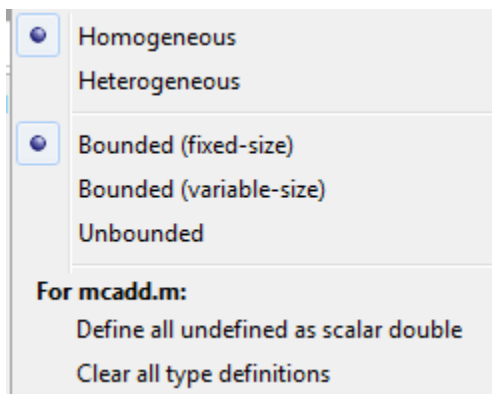 Homogeneous
Heterogeneous
Bounded (fixed-size)
Bounded (variable-size)
Unbounded
For mcadd.m:
Define all undefined as scalar double
Clear all type definitions